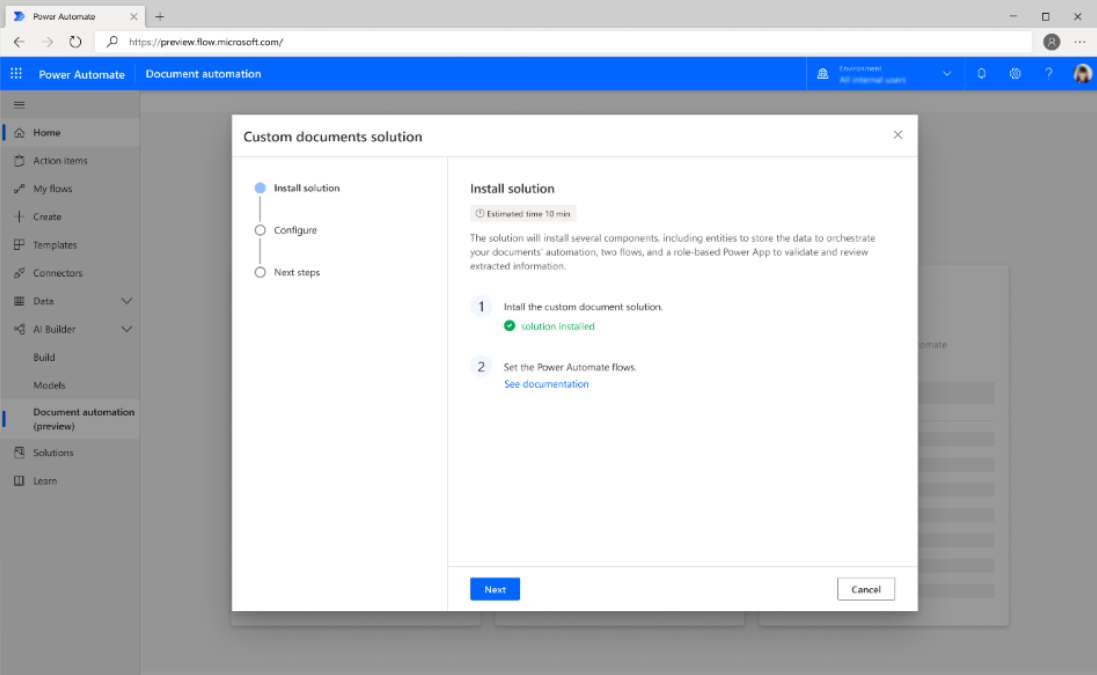 Power Automate
https://preview.flow.microsoft.com/
Power Automate
Document automation
Environment
All internal users
Home
Action items
My flows
Create
Templates
Connectors
Data
AI Builder
Build
Models
Document automation
(preview)
Solutions
Learn
Custom documents solution
Install solution
Configure
Next steps
Install solution
Estimated time 10 min
The solution will install several components, including entities to store the data to orchestrate
your documents' automation, two flows, and a role-based Power App to validate and review
extracted information.
1 Intall the custom document solution.
solution installed
2 Set the Power Automate flows.
See documentation
Next
Cancel
omate